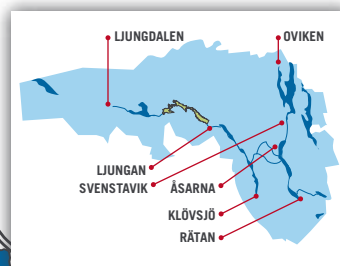 LJUNGDALEN
OVIKEN
LJUNGAN
SVENSTAVIK
ÅSARNA
KLÖVSJÖ
RÄTAN